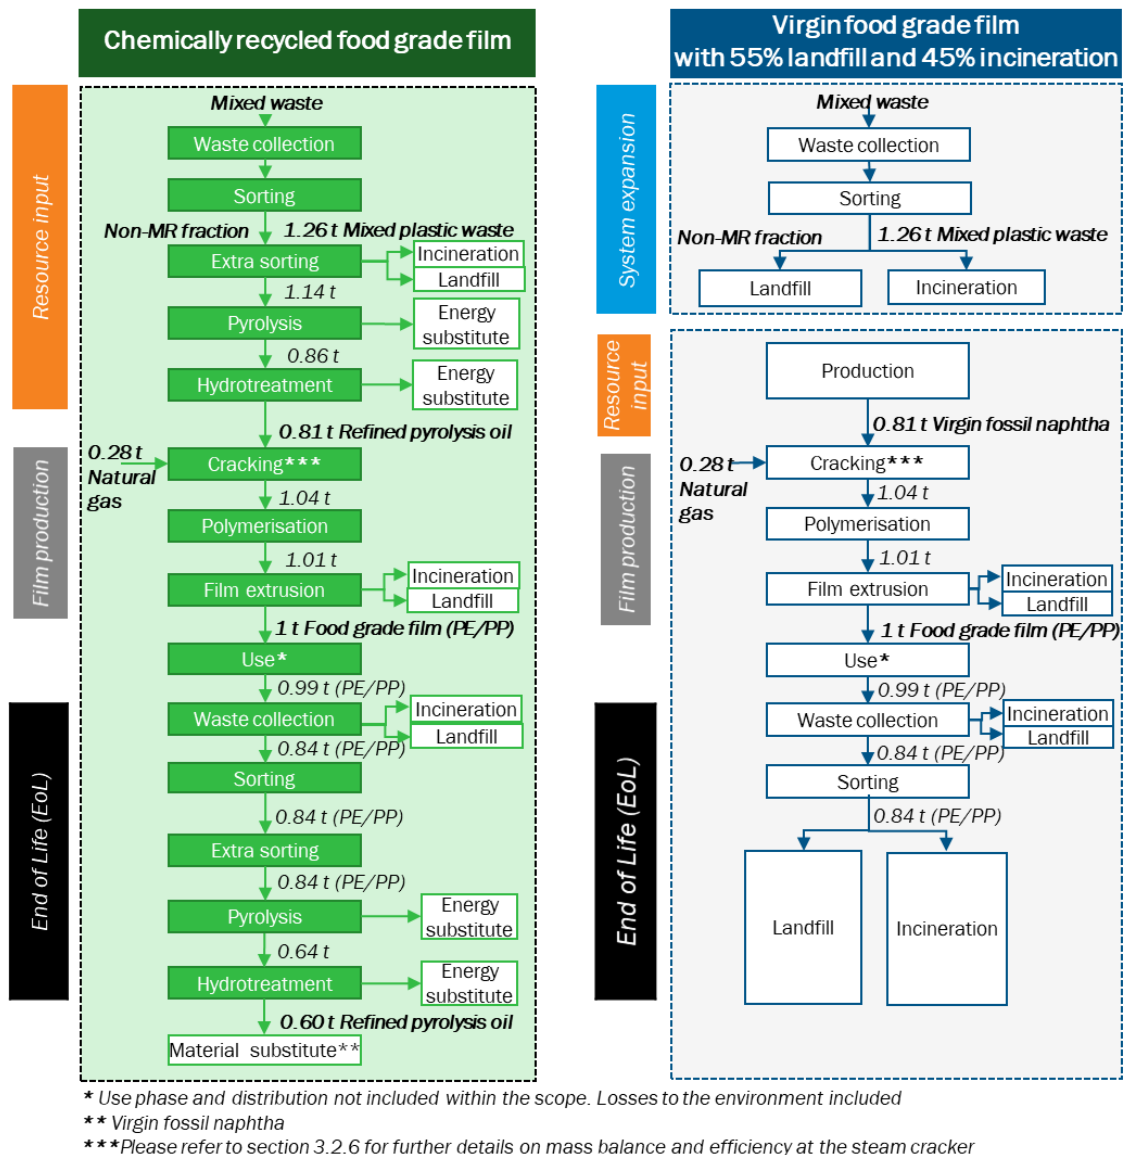 Chemically recycled food grade film
Resource input
Mixed waste
Waste collection
Sorting
Non-MR fraction
1.26 t Mixed plastic waste
Extra sorting
Incineration
Landfill
1.14 t
Pyrolysis
Energy
substitute
0.86 t
Hydrotreatment
Energy
substitute
0.81 t Refined pyrolysis oil
Film production
0.28 t
Natural
gas
Cracking***
1.04 t
Polymerisation
1.01 t
Film extrusion
Incineration
Landfill
1 t Food grade film (PE/PP)
Use*
0.99 t (PE/PP)
End of Life (EoL)
Waste collection
Incineration
Landfill
0.84 t (PE/PP)
Sorting
0.84 t (PE/PP)
Extra sorting
0.84 t (PE/PP)
Pyrolysis
Energy
substitute
0.64 t
Hydrotreatment
Energy
substitute
0.60 t Refined pyrolysis oil
Material substitute**
Virgin food grade film
with 55% landfill and 45% incineration
System expansion
Mixed waste
Waste collection
Sorting
Non-MR fraction
1.26 t Mixed plastic waste
Landfill
Incineration
Resource
input
Production
0.81 t Virgin fossil naphtha
Film production
0.28 t
Natural
gas
Cracking***
1.04 t
Polymerisation
1.01 t
Film extrusion
Incineration
Landfill
1 t Food grade film (PE/PP)
Use*
0.99 t (PE/PP)
End of Life (EoL)
Waste collection
Incineration
Landfill
0.84 t (PE/PP)
Sorting
0.84 t (PE/PP)
Landfill
Incineration
* Use phase and distribution not included within the scope. Losses to the environment included
** Virgin fossil naphtha
***Please refer to section 3.2.6 for further details on mass balance and efficiency at the steam cracker